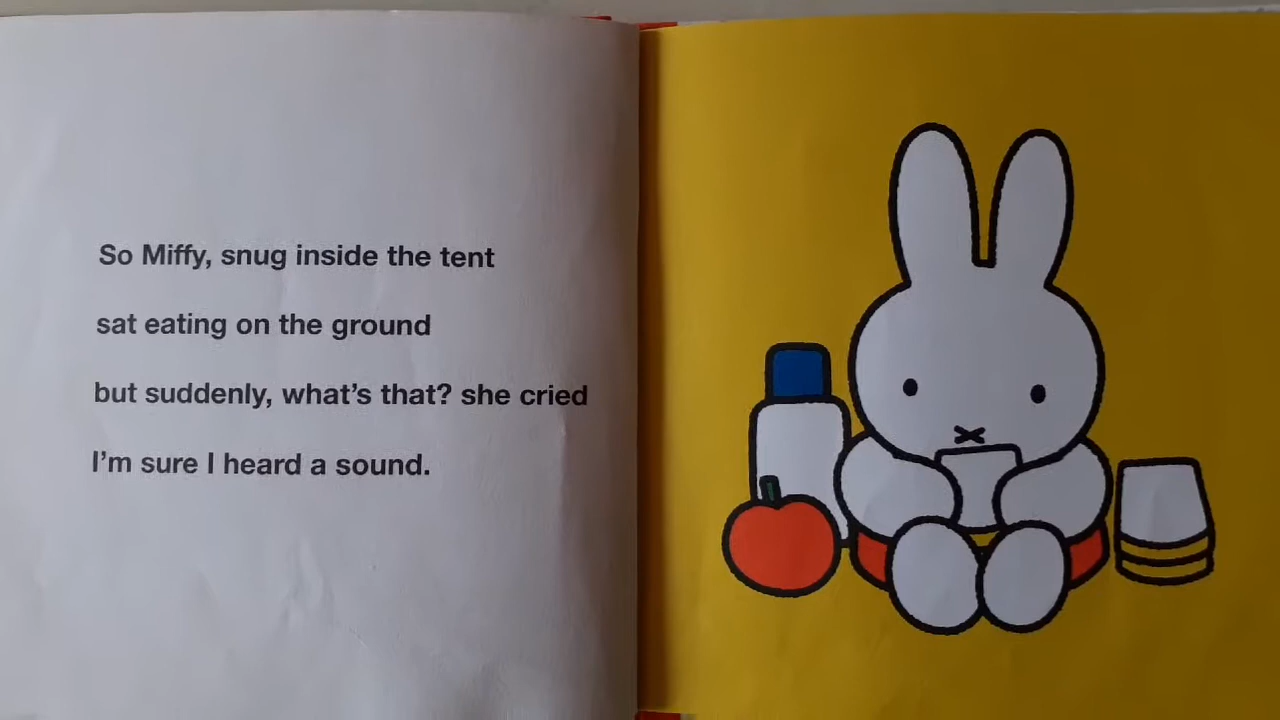 So Miffy, snug inside the tent
sat eating on the ground
but suddenly, what's that? she cried
I'm sure I heard a sound.